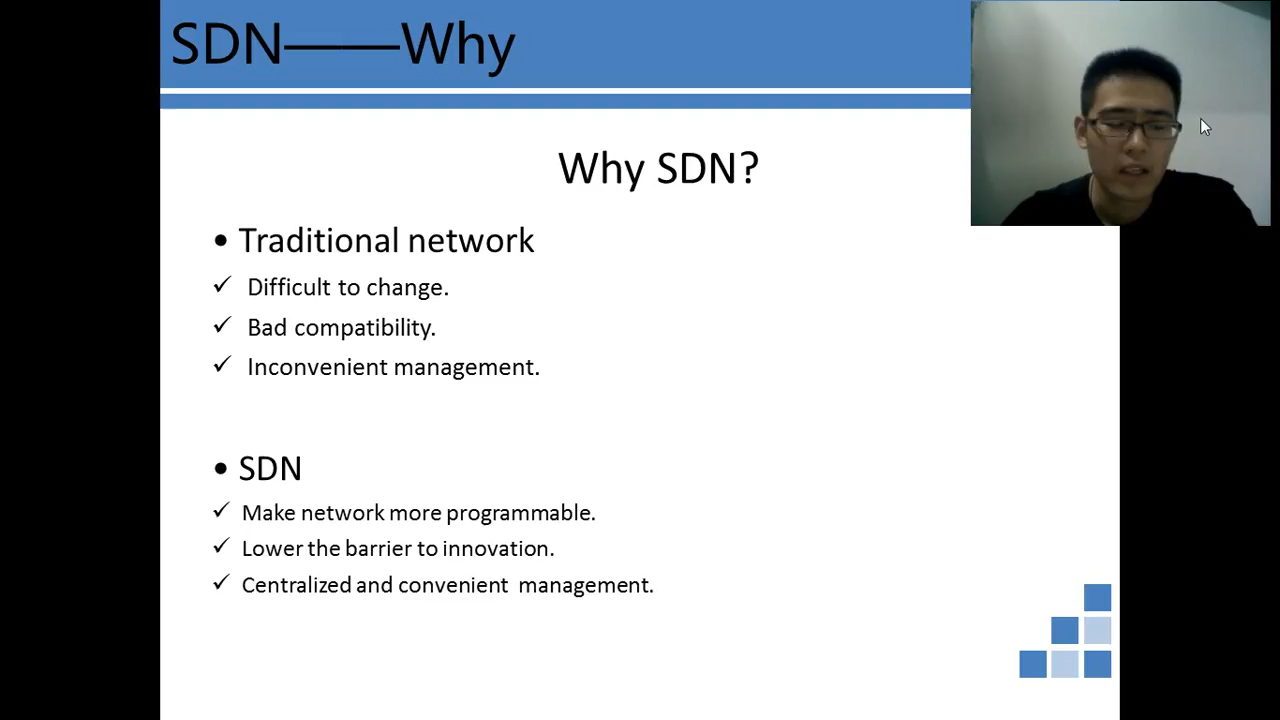 SDN——Why
Why SDN?
• Traditional network
✓ Difficult to change.
✓ Bad compatibility.
✓ Inconvenient management.
• SDN
✓ Make network more programmable.
✓ Lower the barrier to innovation.
✓ Centralized and convenient management.